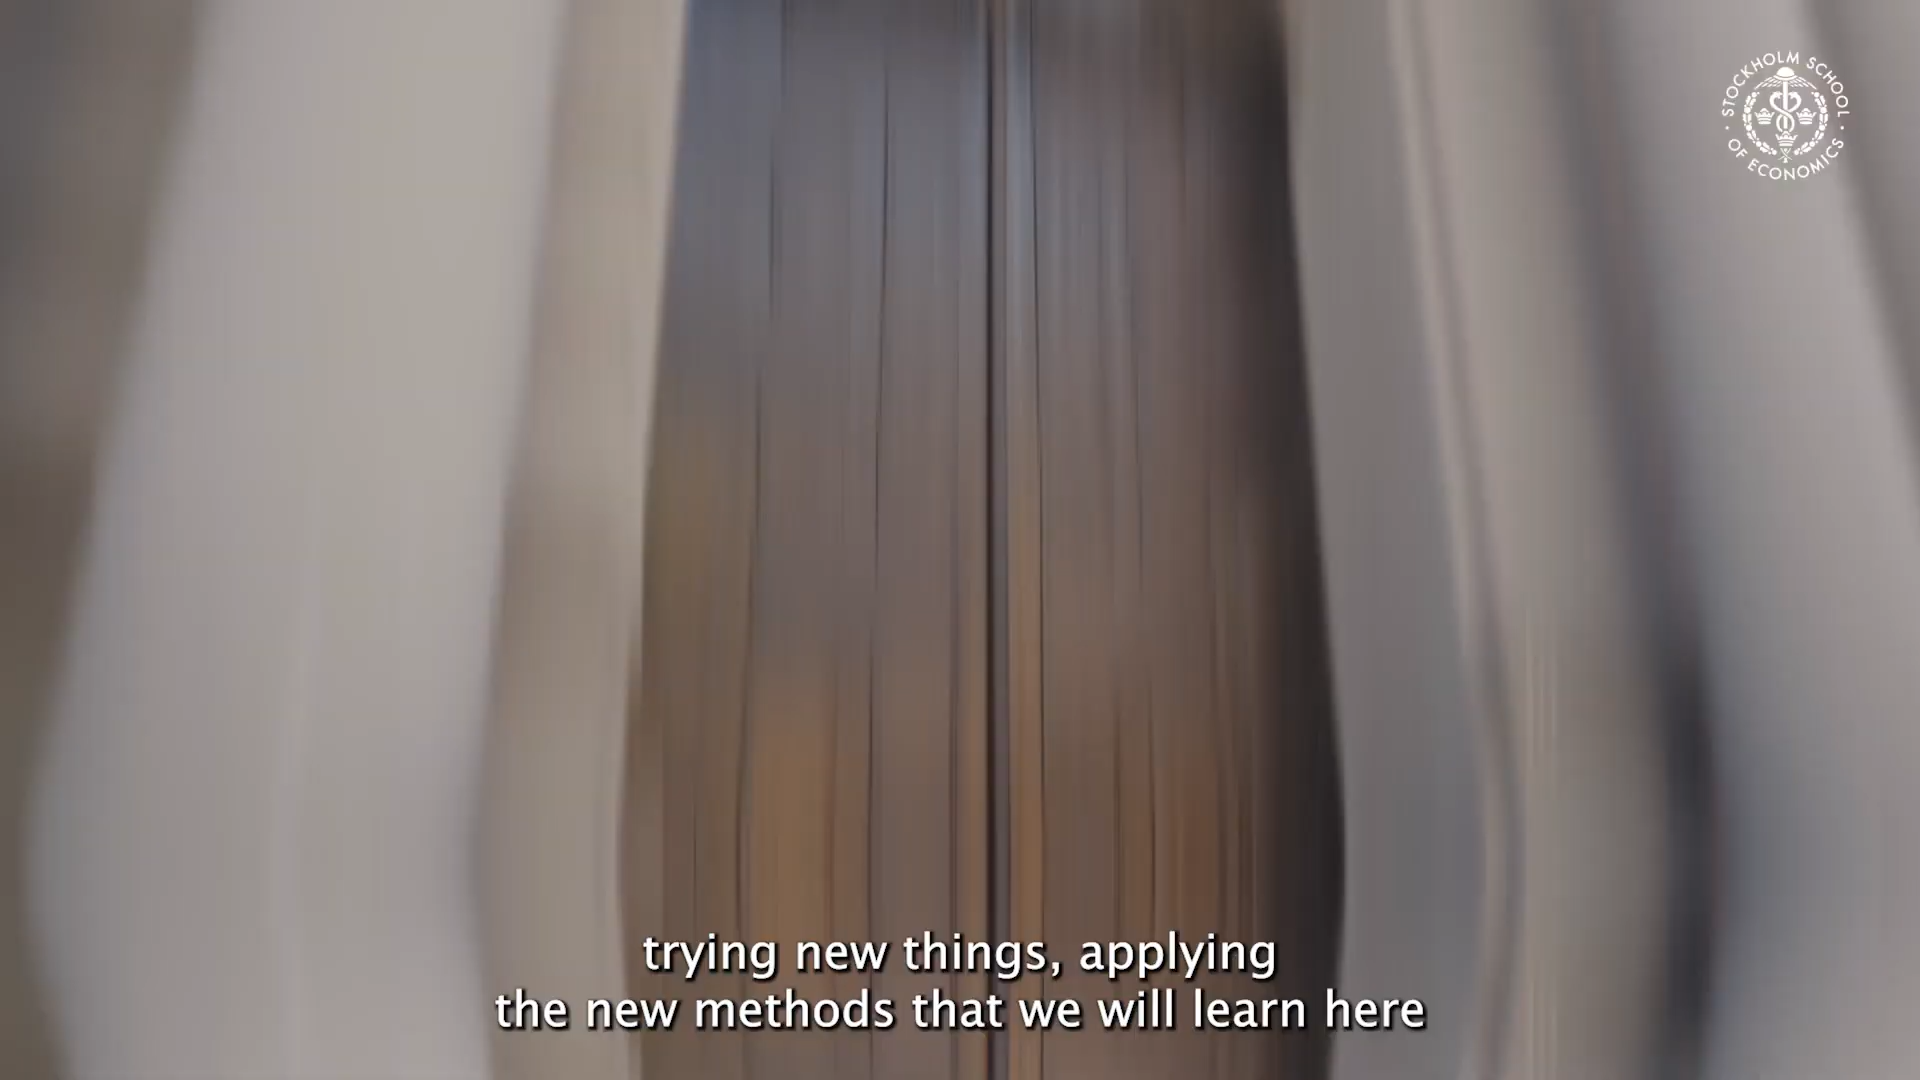 STOCKHOLM SCHOOL
OF ECONOMICS
trying new things, applying
the new methods that we will learn here